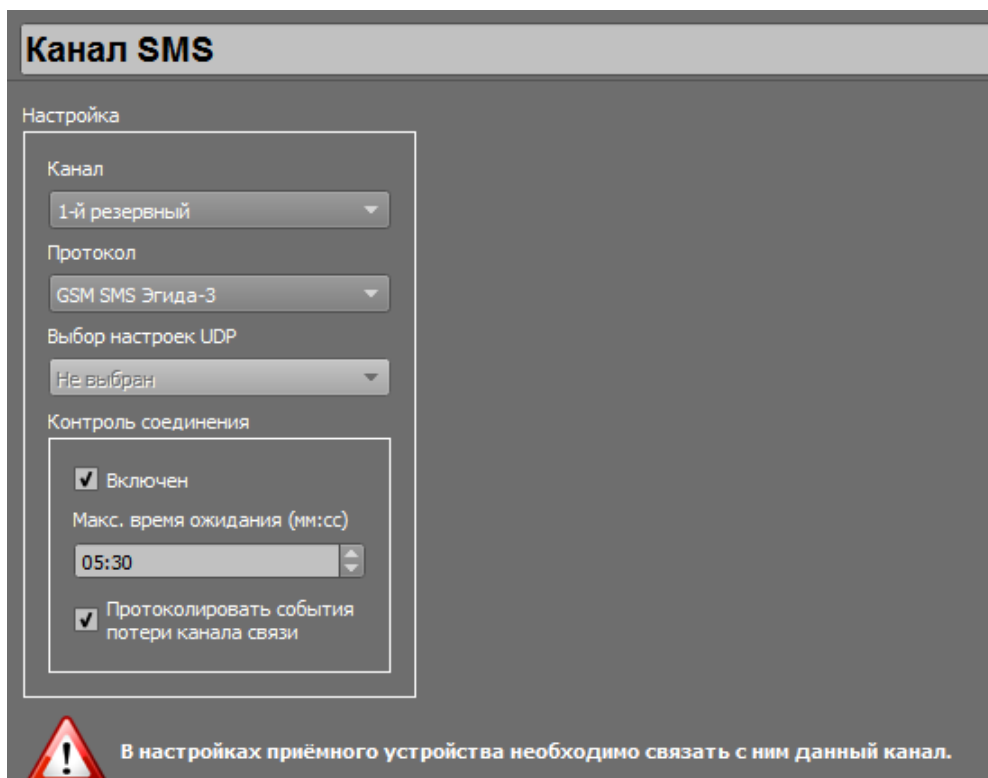 Канал SMS
Настройка
Канал
1-й резервный
Протокол
GSM SMS Эгида-3
Выбор настроек UDP
Не выбран
Контроль соединения
Включен
Макс. время ожидания (мм:сс)
05:30
Протоколировать события
потери канала связи
В настройках приёмного устройства необходимо связать с ним данный канал.